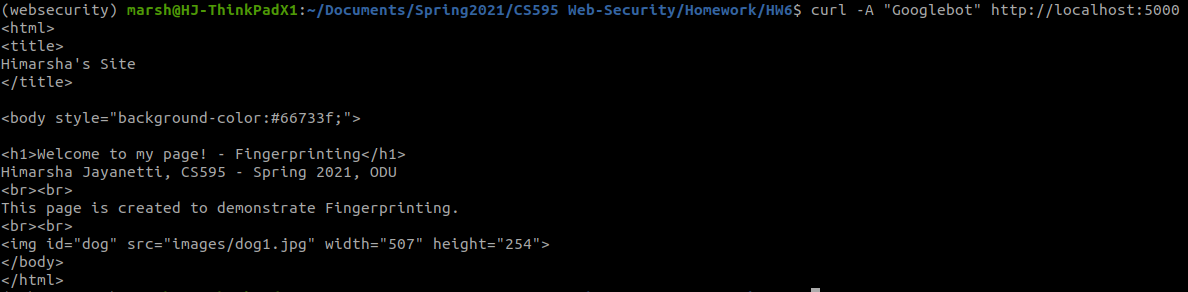 (websecurity) marsh@HJ-ThinkPadX1:~/Documents/Spring2021/CS595 Web-Security/Homework/HW6$ curl -A "Googlebot" http://localhost:5000
<html>
<title>
Himarsha's Site
</title>
<body style="background-color:#66733f;">
<h1>Welcome to my page! - Fingerprinting</h1>
Himarsha Jayanetti, CS595 - Spring 2021, ODU
<br><br>
This page is created to demonstrate Fingerprinting.
<br><br>
<img id="dog" src="images/dog1.jpg" width="507" height="254">
</body>
</html>